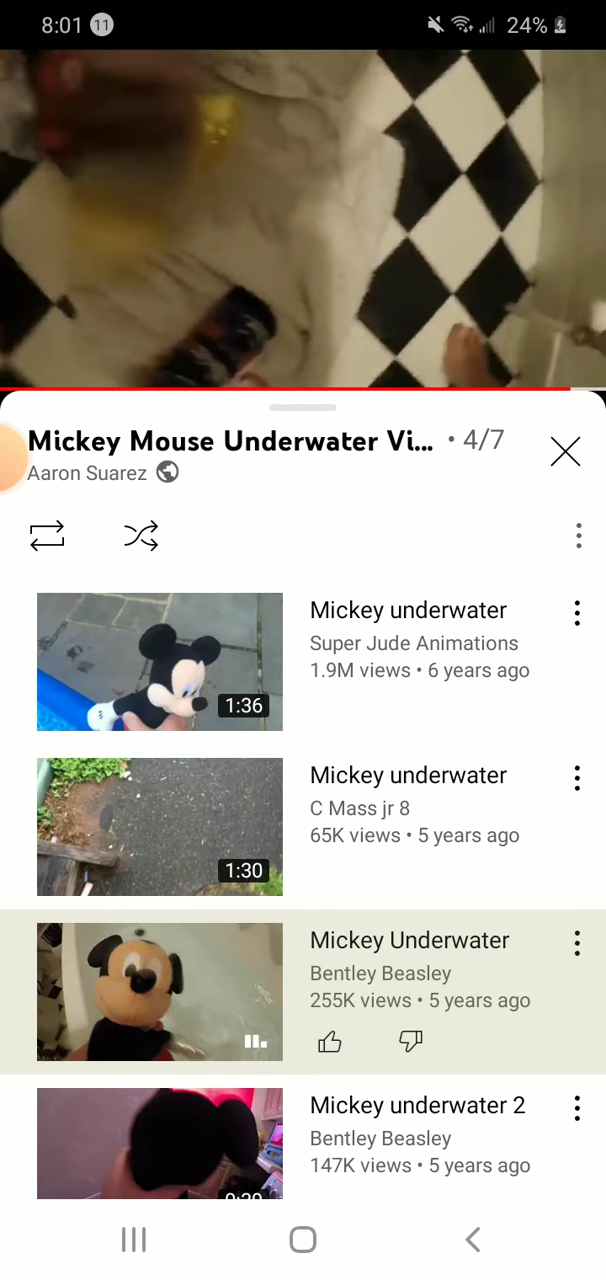 8:01 11 24%
Mickey Mouse Underwater Vi... • 4/7
Aaron Suarez
Mickey underwater
Super Jude Animations
1.9M views • 6 years ago
1:36
Mickey underwater
C Mass jr 8
65K views • 5 years ago
1:30
Mickey Underwater
Bentley Beasley
255K views • 5 years ago
Mickey underwater 2
Bentley Beasley
147K views • 5 years ago